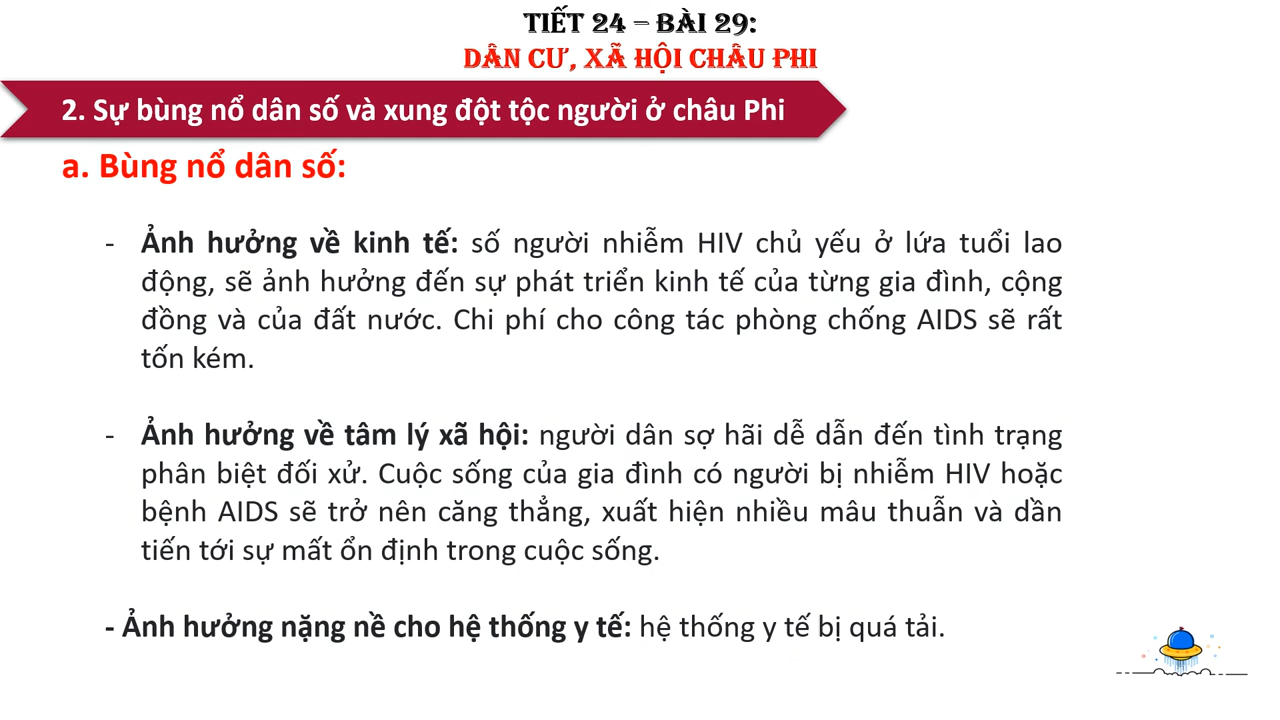 TIẾT 24 – BÀI 29:
DÂN CƯ, XÃ HỘI CHÂU PHI
2. Sự bùng nổ dân số và xung đột tộc người ở châu Phi
a. Bùng nổ dân số:
- Ảnh hưởng về kinh tế: số người nhiễm HIV chủ yếu ở lứa tuổi lao
động, sẽ ảnh hưởng đến sự phát triển kinh tế của từng gia đình, cộng
đồng và của đất nước. Chi phí cho công tác phòng chống AIDS sẽ rất
tốn kém.
- Ảnh hưởng về tâm lý xã hội: người dân sợ hãi dễ dẫn đến tình trạng
phân biệt đối xử. Cuộc sống của gia đình có người bị nhiễm HIV hoặc
bệnh AIDS sẽ trở nên căng thẳng, xuất hiện nhiều mâu thuẫn và dần
tiến tới sự mất ổn định trong cuộc sống.
- Ảnh hưởng nặng nề cho hệ thống y tế: hệ thống y tế bị quá tải.